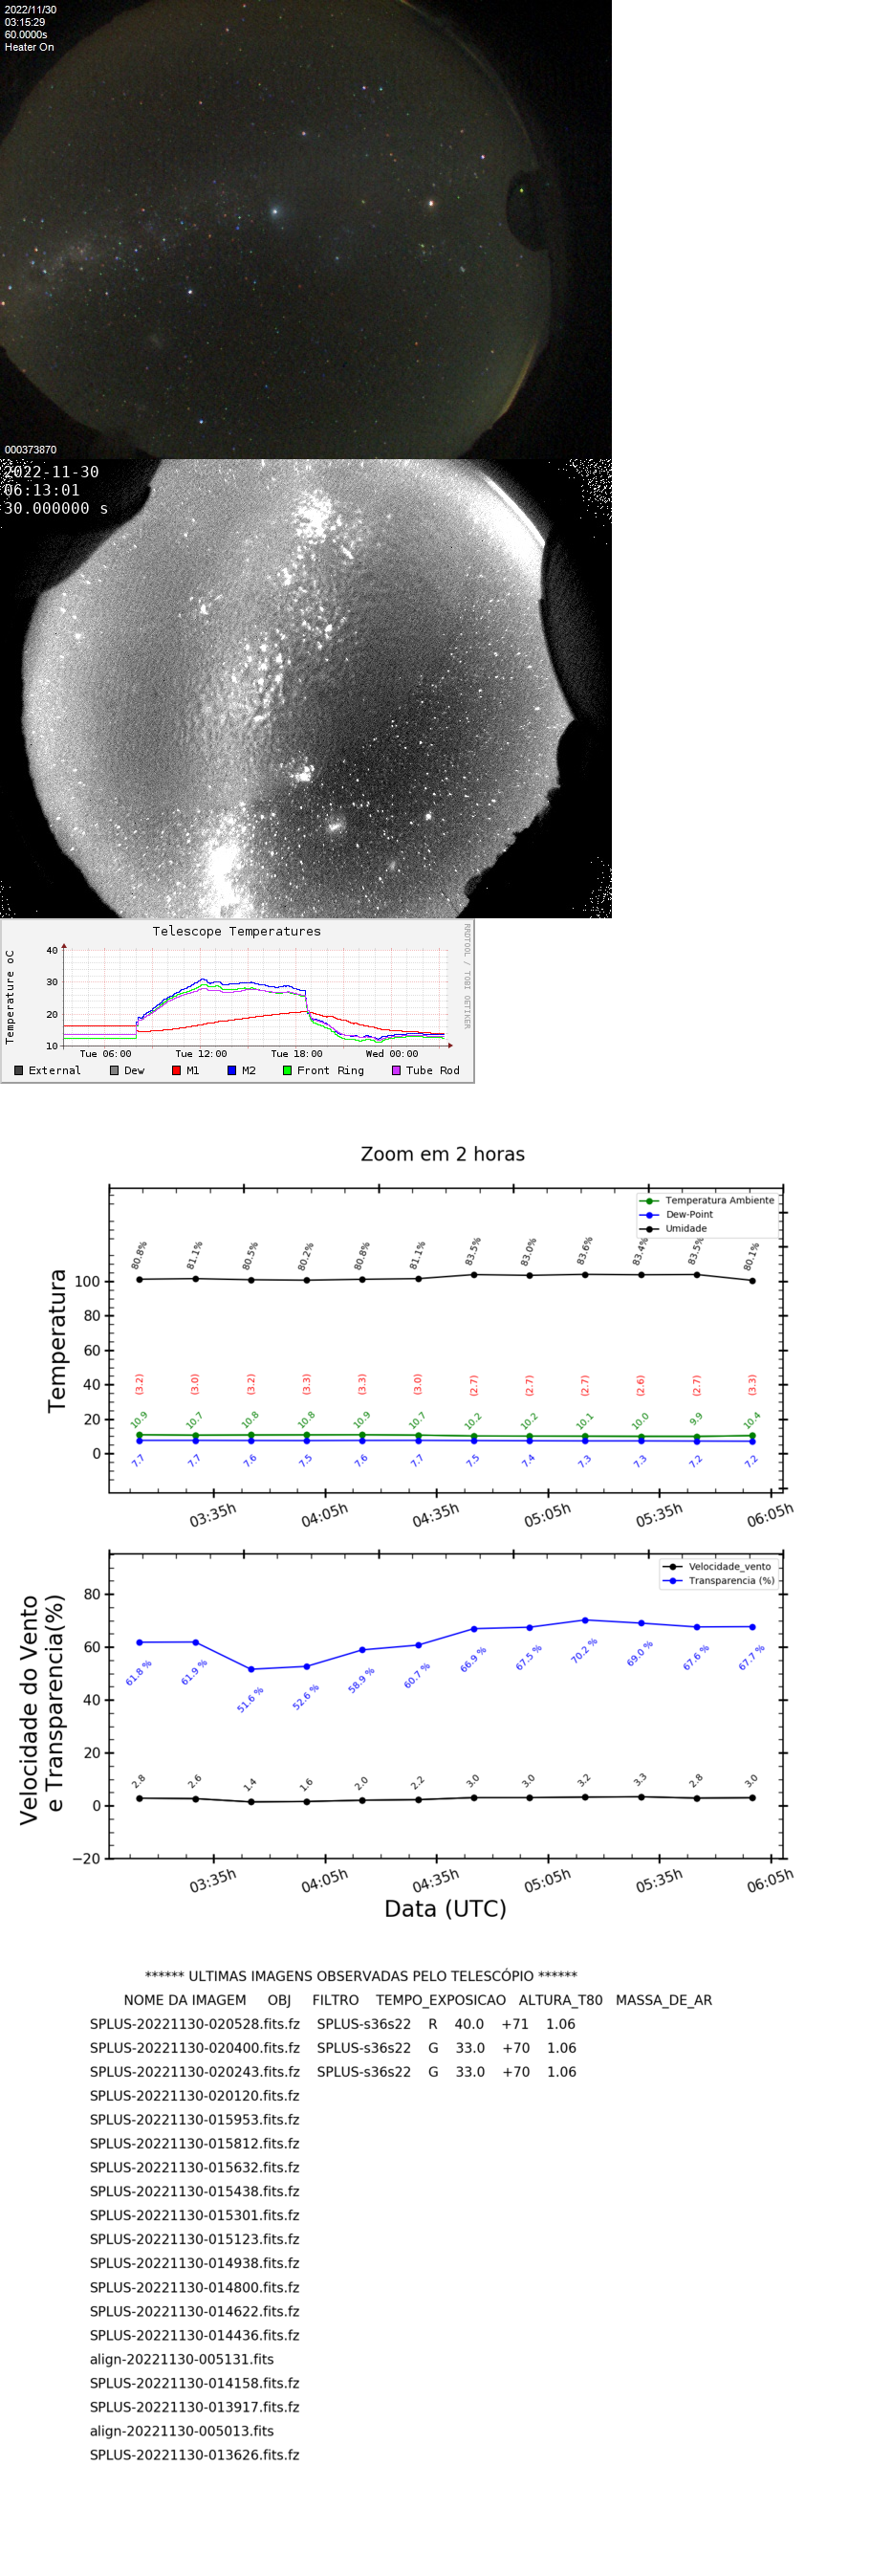 2022/11/30
03:15:29
60.0000s
Heater On
000373870
2022-11-30
06:13:01
30.000000 s
Telescope Temperatures
RRDTOOL / TOBI OETIKER
Temperature oC
40
30
20
10
Tue 06:00 Tue 12:00 Tue 18:00 Wed 00:00
External Dew M1 M2 Front Ring Tube Rod
Zoom em 2 horas
Temperatura Ambiente
Dew-Point
Umidade
Temperatura
80.8% 81.1% 80.5% 80.2% 80.8% 81.1% 83.5% 83.0% 83.6% 83.4% 83.5% 80.1%
100
80
60
40
20
0
(3.2) (3.0) (3.2) (3.3) (3.3) (3.0) (2.7) (2.7) (2.7) (2.6) (2.7) (3.3)
10.9 10.7 10.8 10.8 10.9 10.7 10.2 10.2 10.1 10.0 9.9 10.4
7.7 7.7 7.6 7.5 7.6 7.7 7.5 7.4 7.3 7.3 7.2 7.2
03:35h 04:05h 04:35h 05:05h 05:35h 06:05h
Velocidade_vento
Transparencia (%)
Velocidade do Vento
e Transparencia(%)
80
60
40
20
0
−20
61.8 % 61.9 % 51.6 % 52.6 % 58.9 % 60.7 % 66.9 % 67.5 % 70.2 % 69.0 % 67.6 % 67.7 %
2.8 2.6 1.4 1.6 2.0 2.2 3.0 3.0 3.2 3.3 2.8 3.0
03:35h 04:05h 04:35h 05:05h 05:35h 06:05h
Data (UTC)
****** ULTIMAS IMAGENS OBSERVADAS PELO TELESCÓPIO ******
NOME DA IMAGEM OBJ FILTRO TEMPO_EXPOSICAO ALTURA_T80 MASSA_DE_AR
SPLUS-20221130-020528.fits.fz SPLUS-s36s22 R 40.0 +71 1.06
SPLUS-20221130-020400.fits.fz SPLUS-s36s22 G 33.0 +70 1.06
SPLUS-20221130-020243.fits.fz SPLUS-s36s22 G 33.0 +70 1.06
SPLUS-20221130-020120.fits.fz
SPLUS-20221130-015953.fits.fz
SPLUS-20221130-015812.fits.fz
SPLUS-20221130-015632.fits.fz
SPLUS-20221130-015438.fits.fz
SPLUS-20221130-015301.fits.fz
SPLUS-20221130-015123.fits.fz
SPLUS-20221130-014938.fits.fz
SPLUS-20221130-014800.fits.fz
SPLUS-20221130-014622.fits.fz
SPLUS-20221130-014436.fits.fz
align-20221130-005131.fits
SPLUS-20221130-014158.fits.fz
SPLUS-20221130-013917.fits.fz
align-20221130-005013.fits
SPLUS-20221130-013626.fits.fz